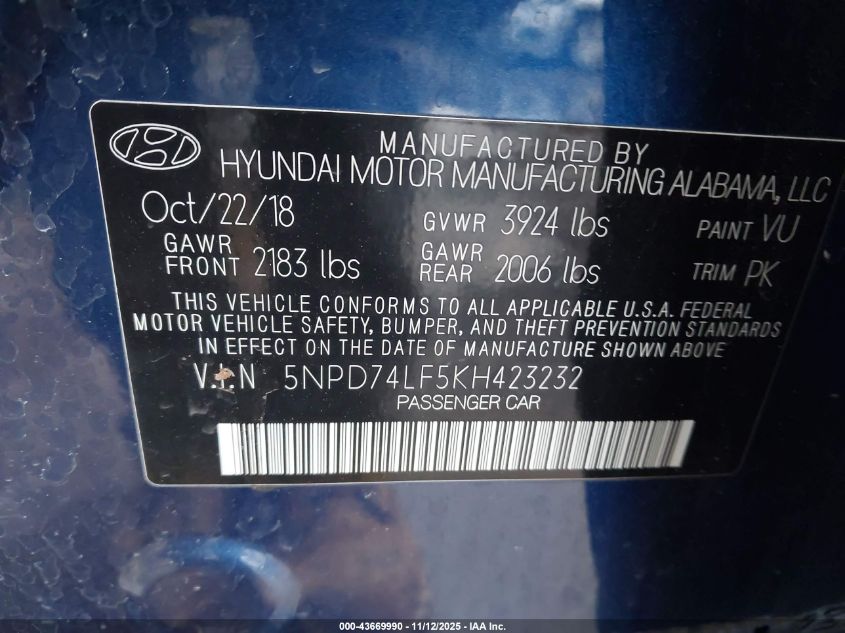 MANUFACTURED BY
HYUNDAI MOTOR MANUFACTURING ALABAMA, LLC
Oct/22/18 GVWR 3924 lbs PAINT VU
GAWR FRONT 2183 lbs GAWR REAR 2006 lbs TRIM PK
THIS VEHICLE CONFORMS TO ALL APPLICABLE U.S.A. FEDERAL
MOTOR VEHICLE SAFETY, BUMPER, AND THEFT PREVENTION STANDARDS
IN EFFECT ON THE DATE OF MANUFACTURE SHOWN ABOVE
V.I.N 5NPD74LF5KH423232
PASSENGER CAR
000-43669990 - 11/12/2025 - IAA Inc.